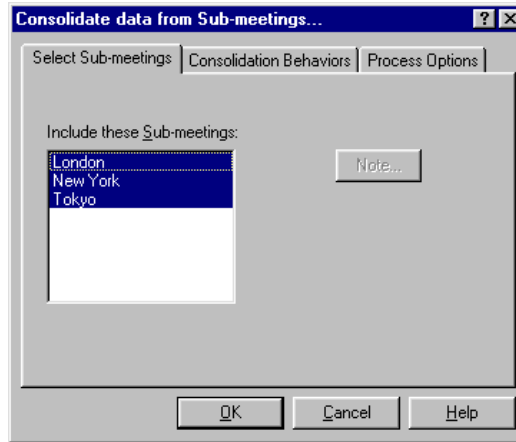 Consolidate data from Sub-meetings...
Select Sub-meetings Consolidation Behaviors Process Options
Include these Sub-meetings:
London
Note...
New York
Tokyo
OK Cancel Help